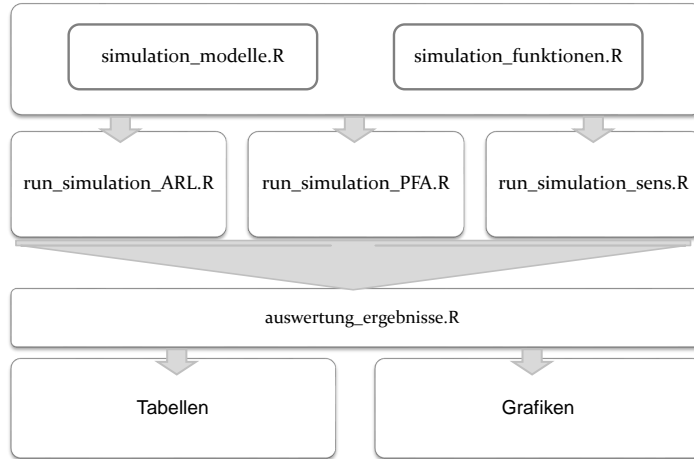 simulation_modelle.R
simulation_funktionen.R
run_simulation_ARL.R
run_simulation_PFA.R
run_simulation_sens.R
auswertung_ergebnisse.R
Tabellen
Grafiken